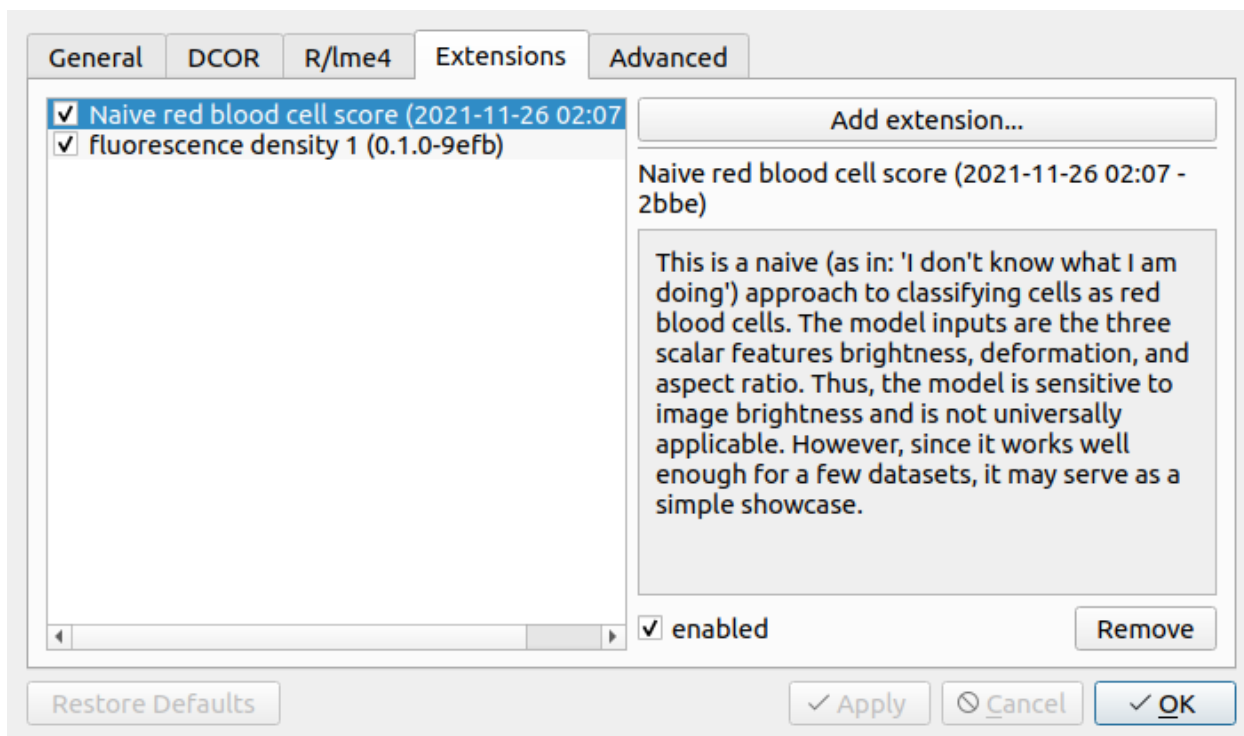 General DCOR R/lme4 Extensions Advanced
Naive red blood cell score (2021-11-26 02:07
fluorescence density 1 (0.1.0-9efb)
Add extension...
Naive red blood cell score (2021-11-26 02:07 -
2bbe)
This is a naive (as in: 'I don't know what I am
doing') approach to classifying cells as red
blood cells. The model inputs are the three
scalar features brightness, deformation, and
aspect ratio. Thus, the model is sensitive to
image brightness and is not universally
applicable. However, since it works well
enough for a few datasets, it may serve as a
simple showcase.
enabled
Remove
Restore Defaults
Apply
Cancel
OK